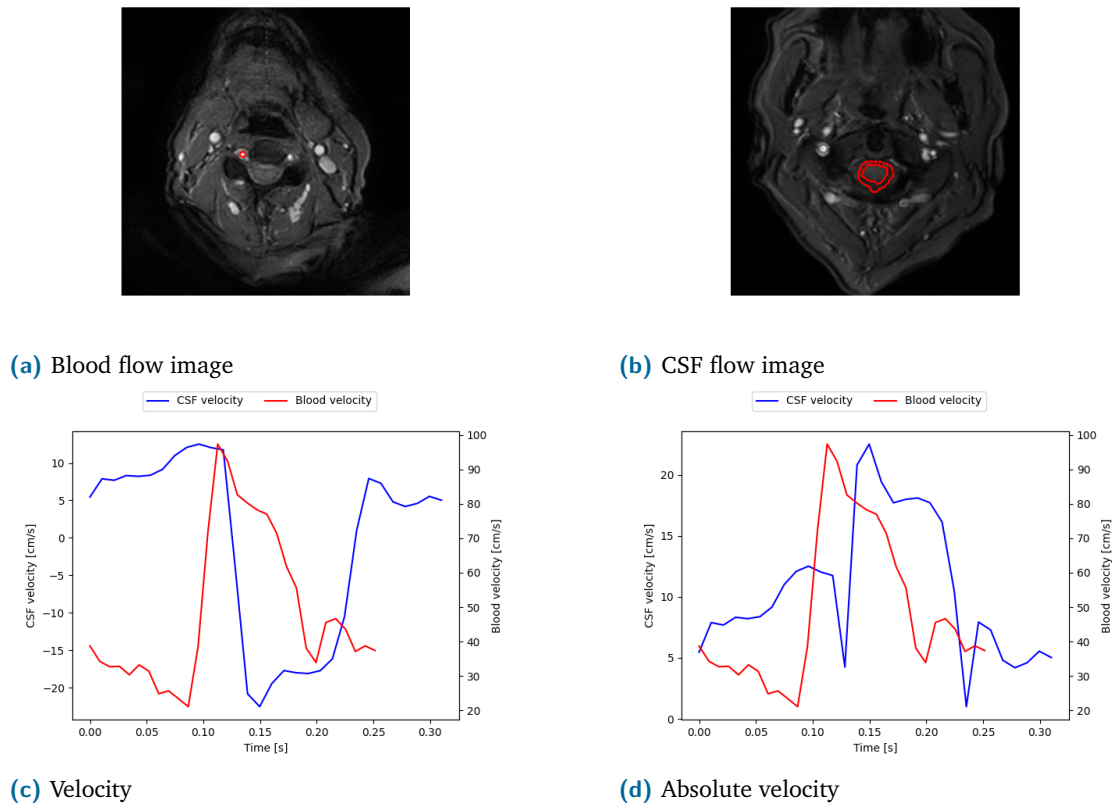 (a) Blood flow image
(b) CSF flow image
CSF velocity Blood velocity
CSF velocity Blood velocity
10
5
0
−5
−10
−15
−20
CSF velocity [cm/s]
100
90
80
70
60
50
40
30
20
Blood velocity [cm/s]
0.00 0.05 0.10 0.15 0.20 0.25 0.30
Time [s]
20
15
10
5
0
CSF velocity [cm/s]
100
90
80
70
60
50
40
30
20
Blood velocity [cm/s]
0.00 0.05 0.10 0.15 0.20 0.25 0.30
Time [s]
(c) Velocity
(d) Absolute velocity